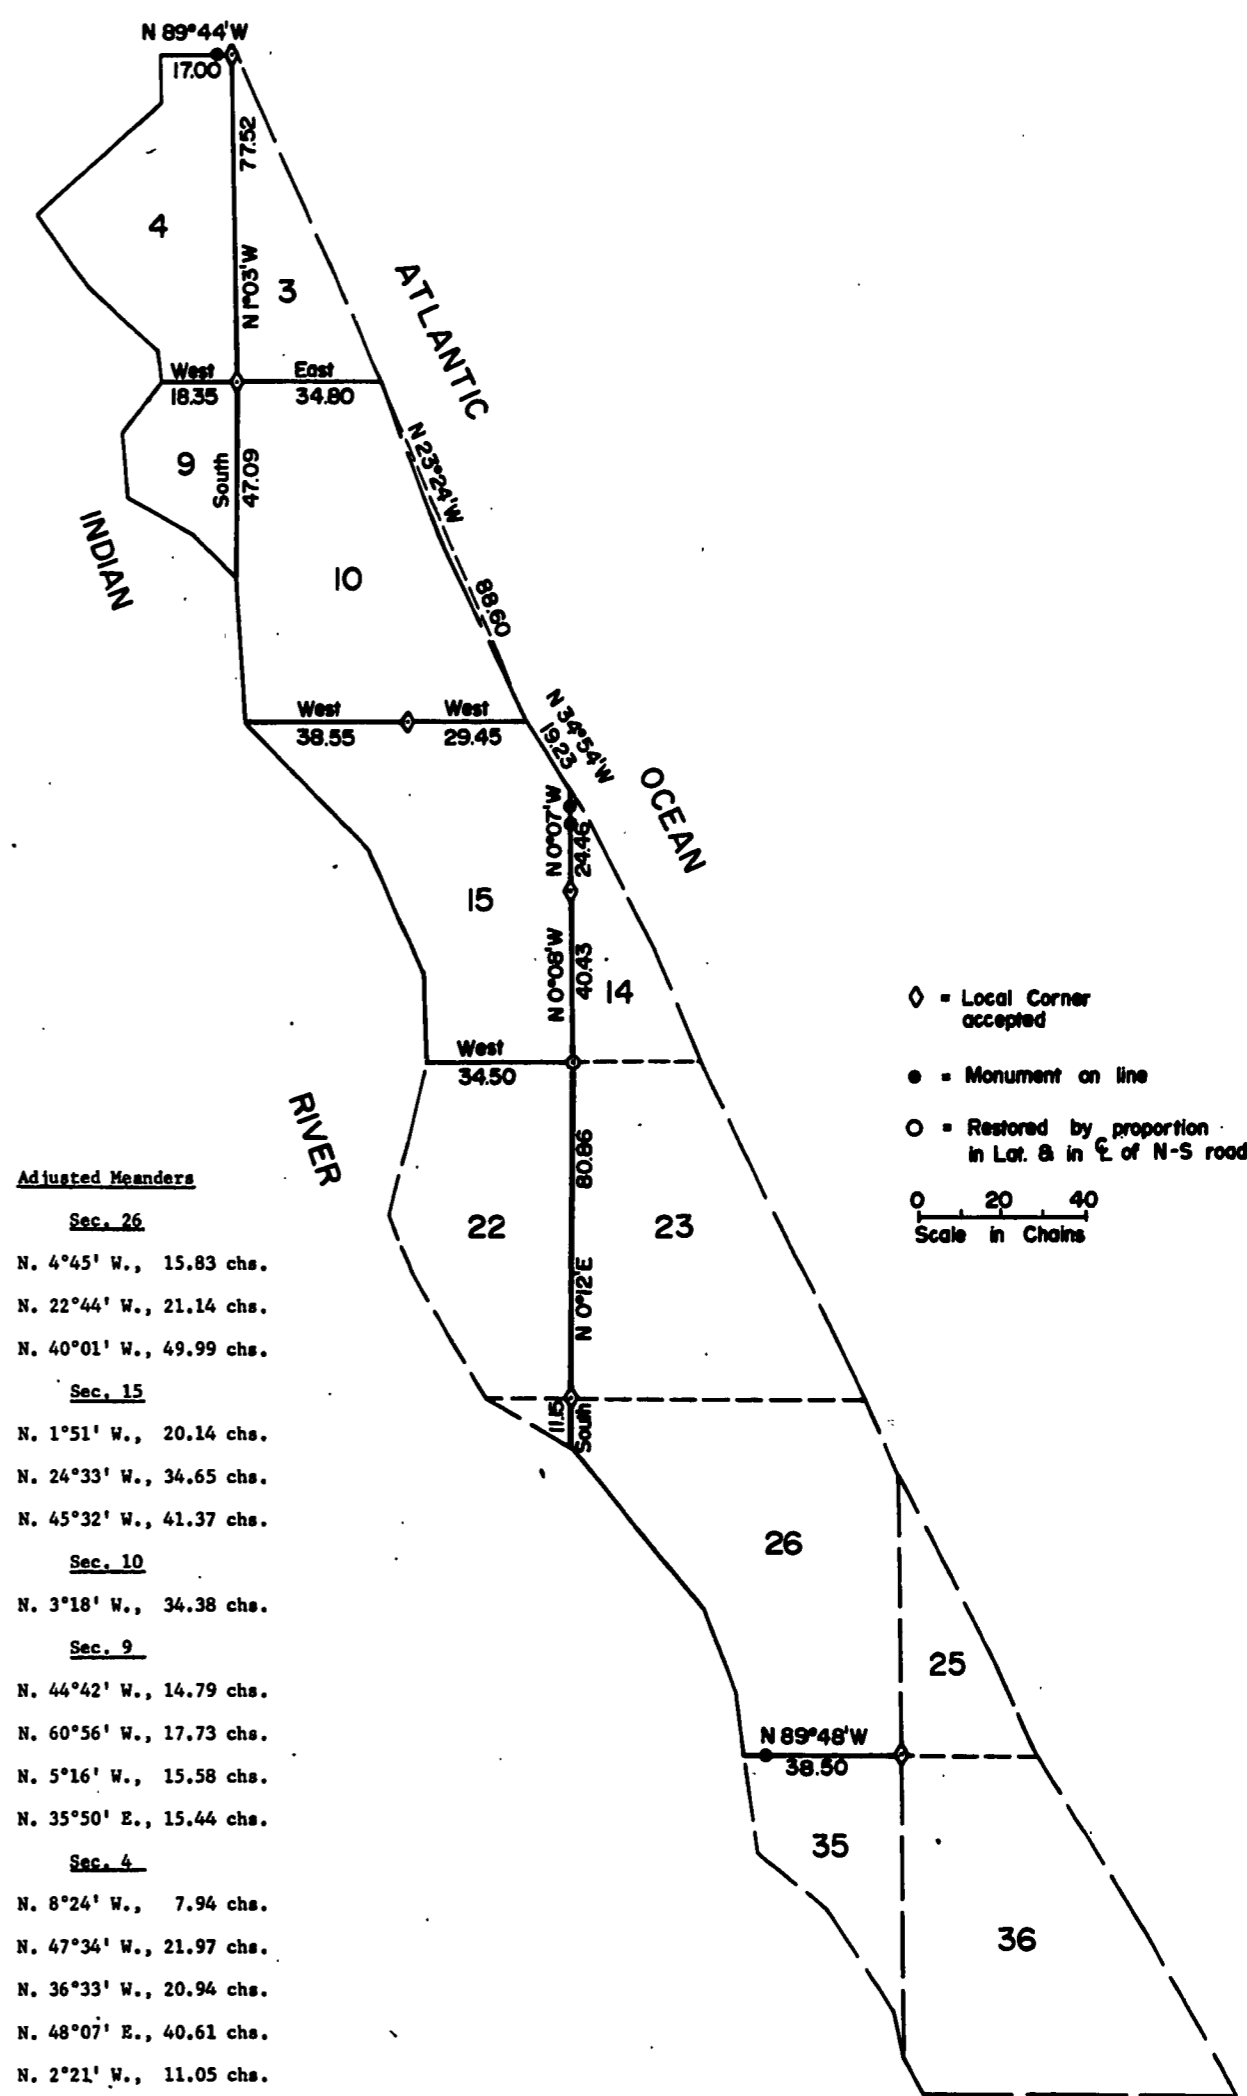 N 89°44'W
17.00
77.52
N 1°03'W
4
3
ATLANTIC
West
18.35
East
34.80
9
South
47.09
N 23°24'W
88.60
INDIAN
10
West
38.55
West
29.45
N 34°54'W
19.23
OCEAN
N 0°07'W
24.46
15
N 0°08'W
40.43
14
◊ = Local Corner
accepted
West
34.50
● = Monument on line
RIVER
○ = Restored by proportion
in Lat. & in ℄ of N-S road
80.86
0 20 40
Scale in Chains
22
23
N 0°12'E
11.15
South
26
25
N 89°48'W
38.50
35
36
Adjusted Meanders
Sec. 26
N. 4°45' W., 15.83 chs.
N. 22°44' W., 21.14 chs.
N. 40°01' W., 49.99 chs.
Sec. 15
N. 1°51' W., 20.14 chs.
N. 24°33' W., 34.65 chs.
N. 45°32' W., 41.37 chs.
Sec. 10
N. 3°18' W., 34.38 chs.
Sec. 9
N. 44°42' W., 14.79 chs.
N. 60°56' W., 17.73 chs.
N. 5°16' W., 15.58 chs.
N. 35°50' E., 15.44 chs.
Sec. 4
N. 8°24' W., 7.94 chs.
N. 47°34' W., 21.97 chs.
N. 36°33' W., 20.94 chs.
N. 48°07' E., 40.61 chs.
N. 2°21' W., 11.05 chs.